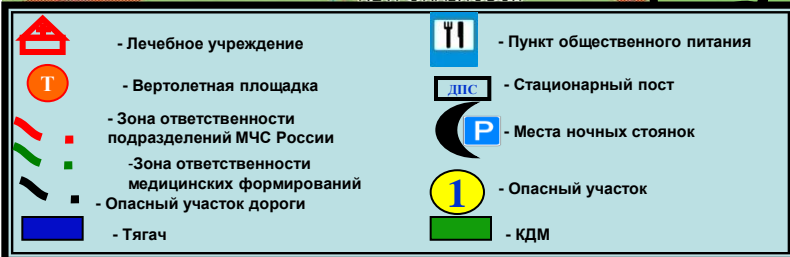 - Лечебное учреждение
Т
- Вертолетная площадка
- Зона ответственности
подразделений МЧС России
-Зона ответственности
медицинских формирований
- Опасный участок дороги
- Тягач
- Пункт общественного питания
ДПС
- Стационарный пост
P
- Места ночных стоянок
1
- Опасный участок
- КДМ